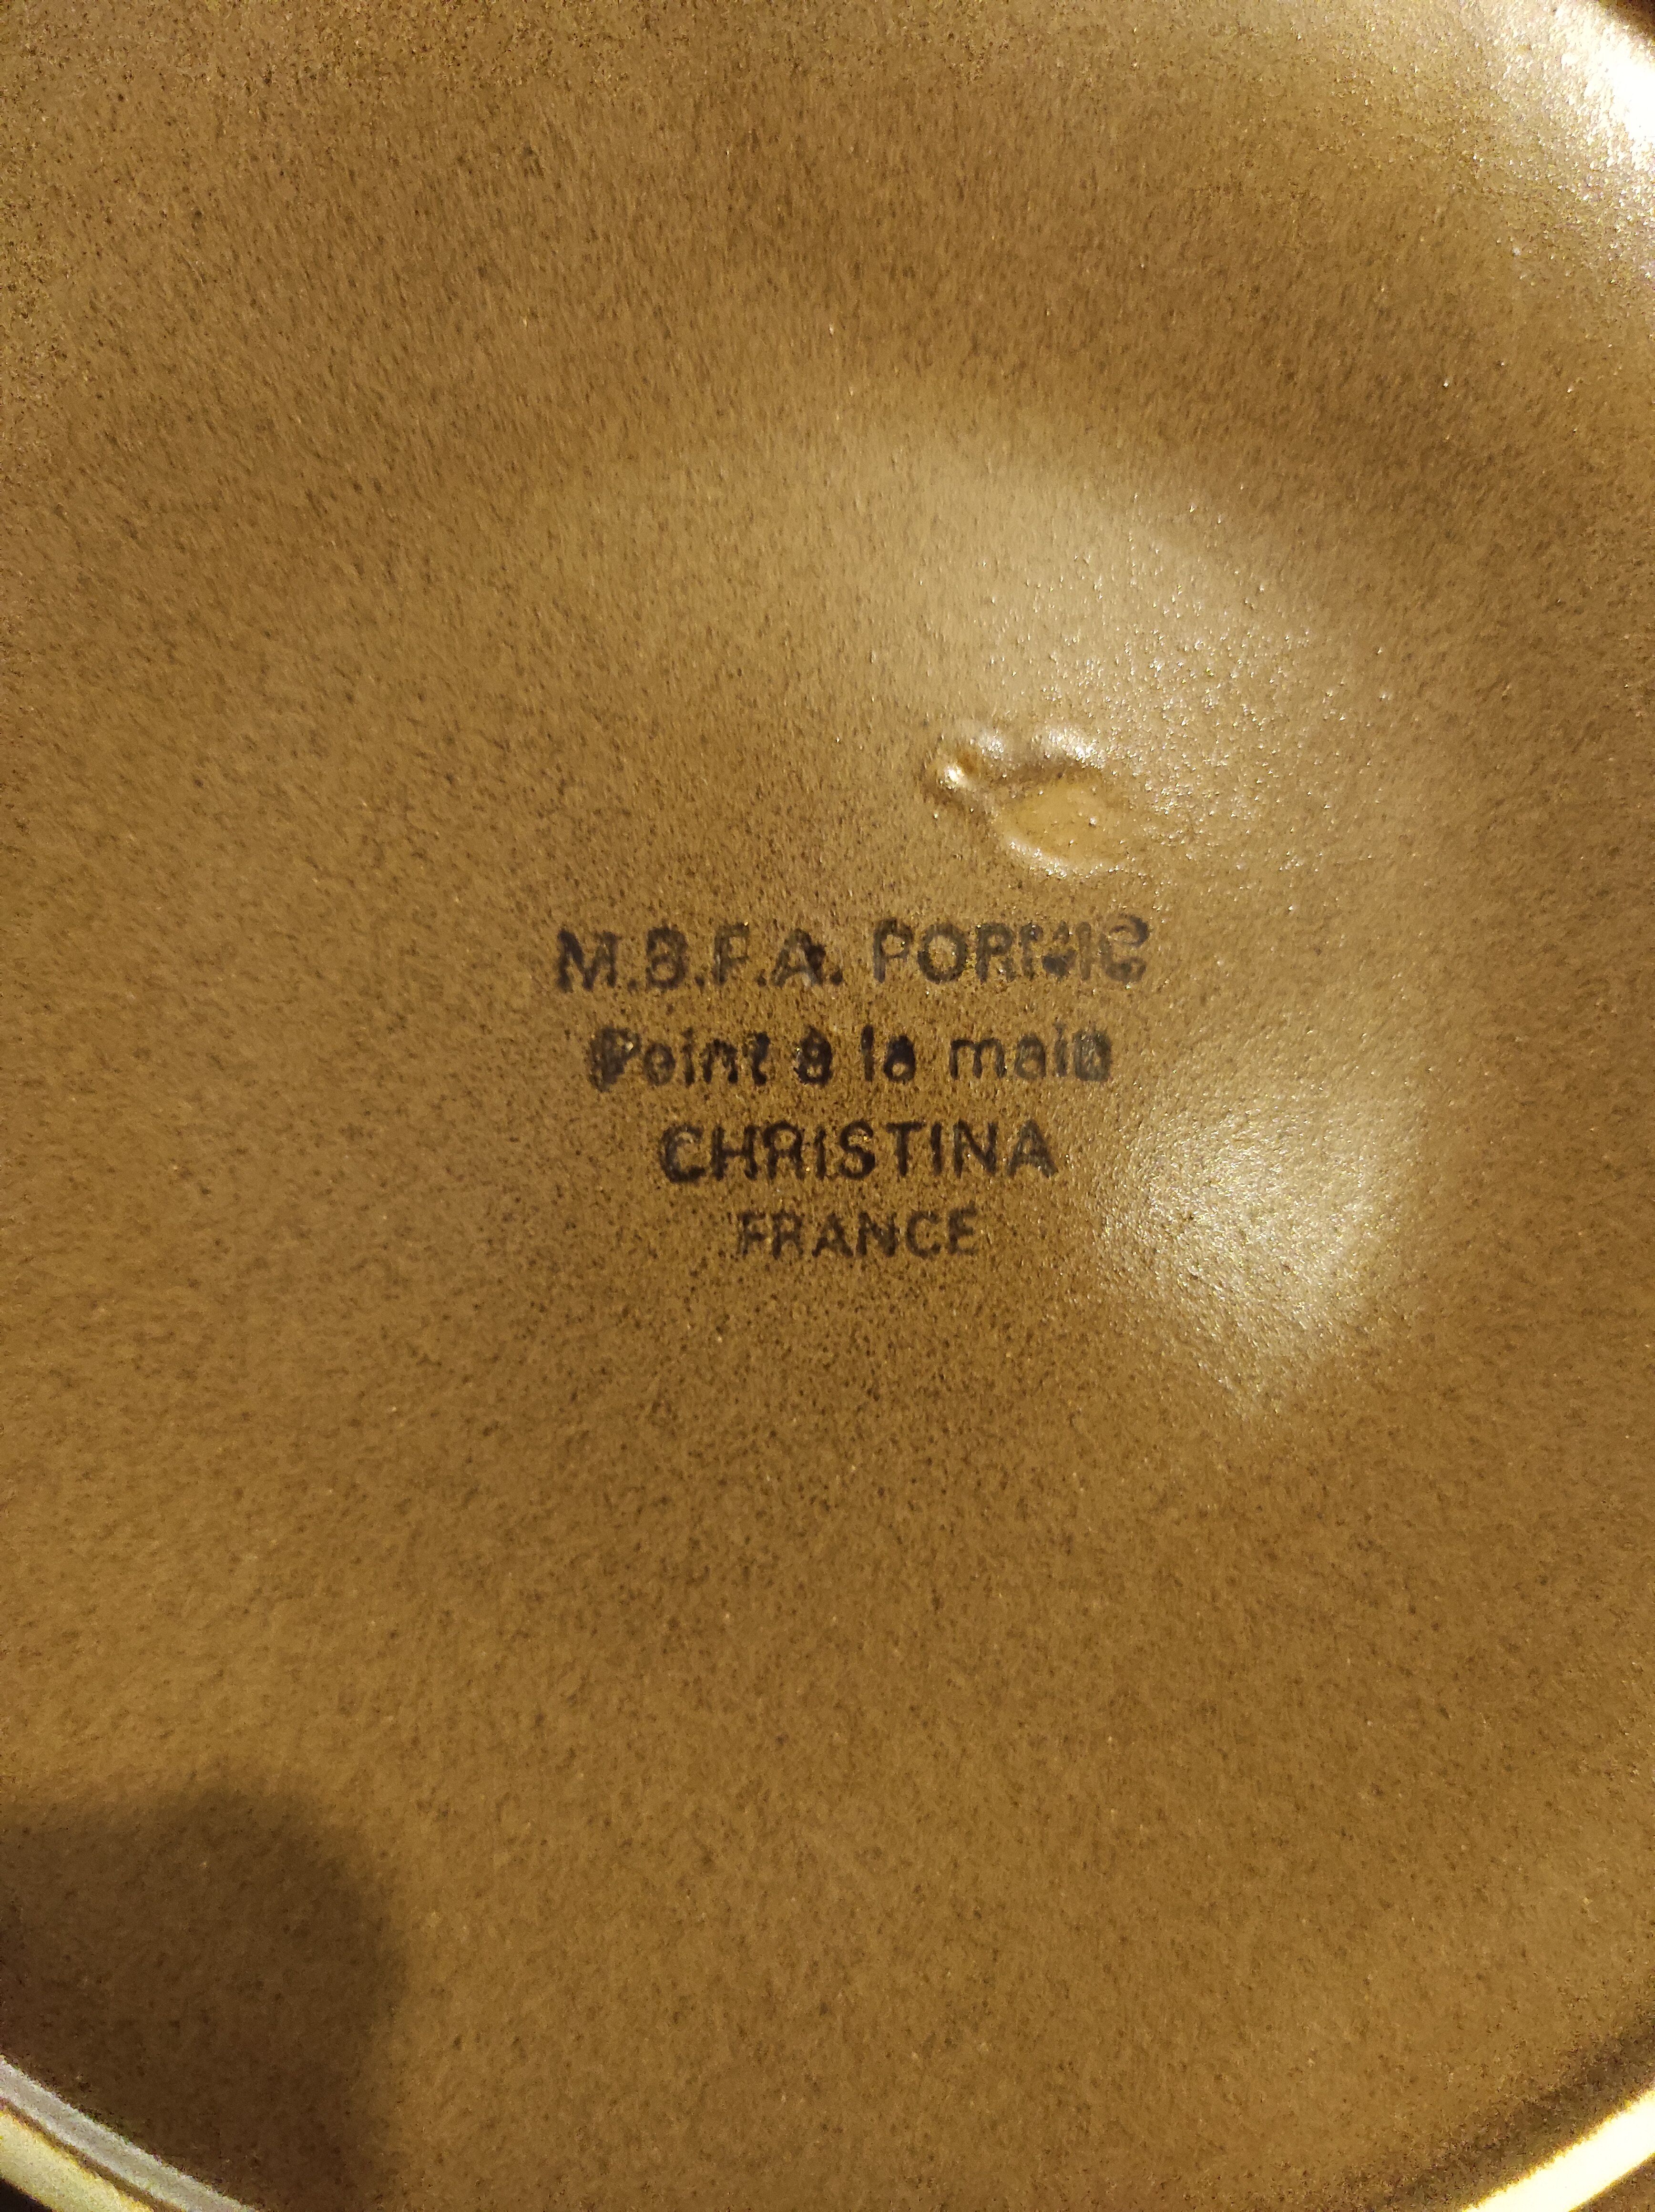 M.B.F.A. PORNIC
Peint à la main
CHRISTINA
FRANCE